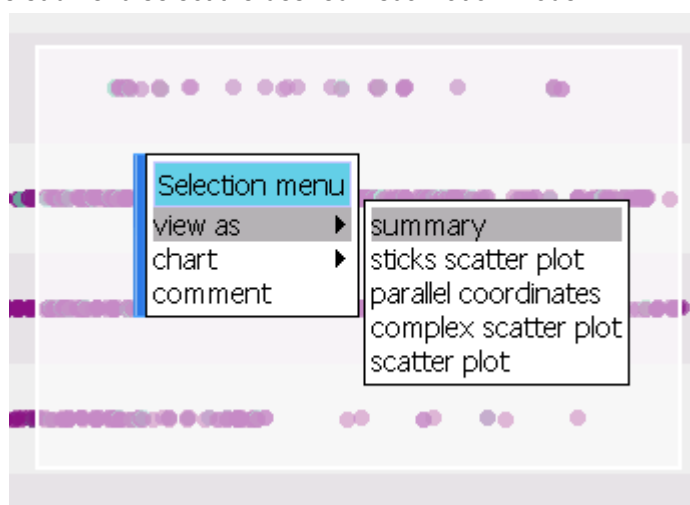 Selection menu
view as
chart
comment
summary
sticks scatter plot
parallel coordinates
complex scatter plot
scatter plot